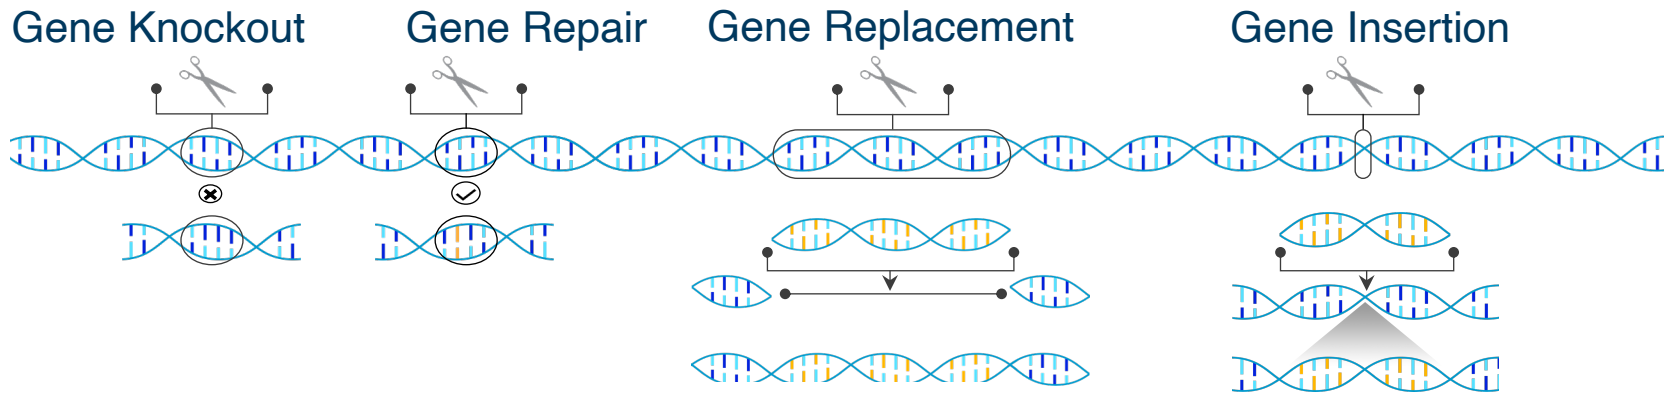 Gene Knockout
Gene Repair
Gene Replacement
Gene Insertion